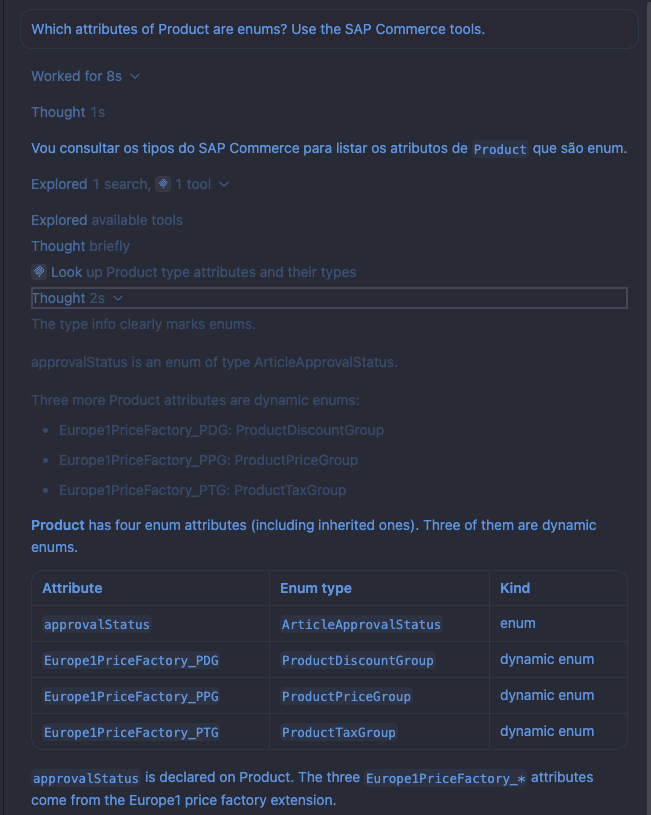 Which attributes of Product are enums? Use the SAP Commerce tools.
Worked for 8s
Thought 1s
Vou consultar os tipos do SAP Commerce para listar os atributos de Product que são enum.
Explored 1 search, 1 tool
Explored available tools
Thought briefly
Look up Product type attributes and their types
Thought 2s
The type info clearly marks enums.
approvalStatus is an enum of type ArticleApprovalStatus.
Three more Product attributes are dynamic enums:
• Europe1PriceFactory_PDG: ProductDiscountGroup
• Europe1PriceFactory_PPG: ProductPriceGroup
• Europe1PriceFactory_PTG: ProductTaxGroup
Product has four enum attributes (including inherited ones). Three of them are dynamic
enums.
Attribute Enum type Kind
approvalStatus ArticleApprovalStatus enum
Europe1PriceFactory_PDG ProductDiscountGroup dynamic enum
Europe1PriceFactory_PPG ProductPriceGroup dynamic enum
Europe1PriceFactory_PTG ProductTaxGroup dynamic enum
approvalStatus is declared on Product. The three Europe1PriceFactory_* attributes
come from the Europe1 price factory extension.